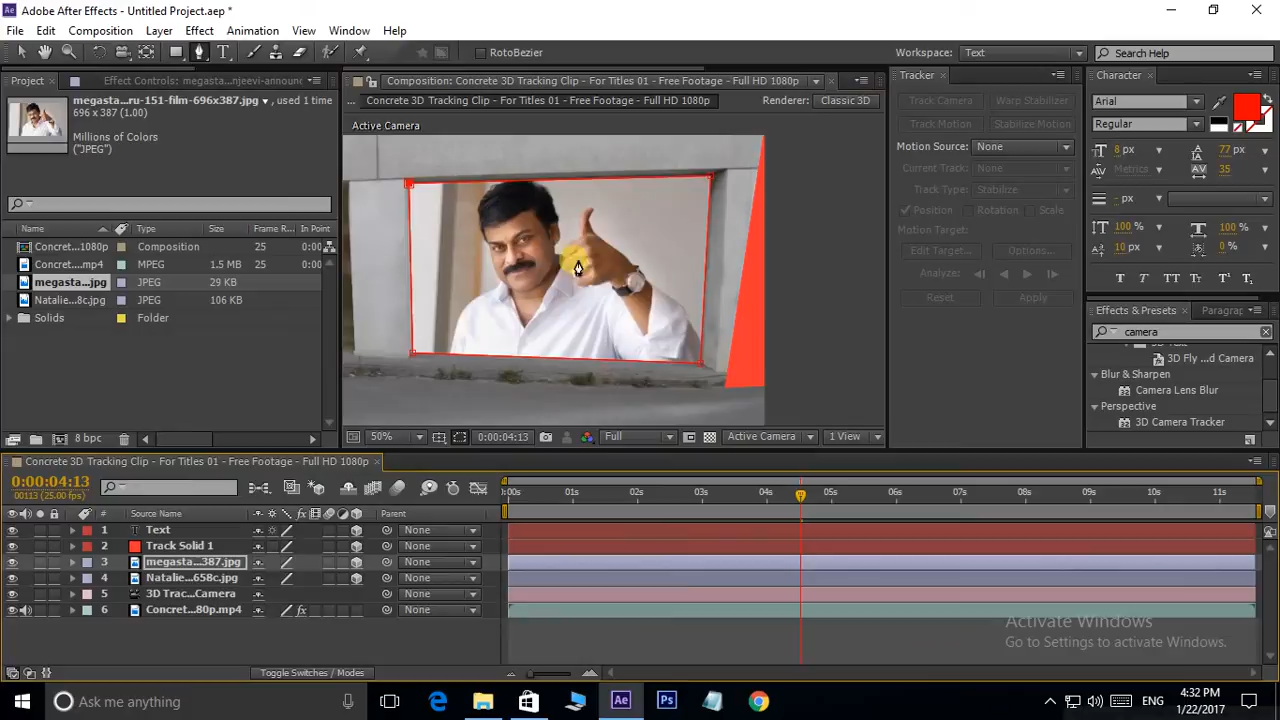 Adobe After Effects - Untitled Project.aep *
File Edit Composition Layer Effect Animation View Window Help
RotoBezier
Workspace: Text
Search Help
Project
Effect Controls: megasta...njeevi-announ
Composition: Concrete 3D Tracking Clip - For Titles 01 - Free Footage - Full HD 1080p
Tracker
Character
megasta...ru-151-film-696x387.jpg, used 1 time
696 x 387 (1.00)
Millions of Colors
("JPEG")
... Concrete 3D Tracking Clip - For Titles 01 - Free Footage - Full HD 1080p
Renderer: Classic 3D
Active Camera
Track Camera Warp Stabilizer
Track Motion Stabilize Motion
Motion Source: None
Current Track: None
Track Type: Stabilize
Position Rotation Scale
Motion Target:
Edit Target... Options...
Analyze:
Reset Apply
Arial
Regular
8 px 77 px
Metrics 35
- px
100 % 100 %
10 px 0 %
T T TT Tr T T
Effects & Presets Paragrap
camera
3D Text
3D Fly ...d Camera
Blur & Sharpen
Camera Lens Blur
Perspective
3D Camera Tracker
Name Type Size Frame R... In Point
Concret...1080p Composition 25 0:00
Concret....mp4 MPEG 1.5 MB 25 0:00
megasta...jpg JPEG 29 KB
Natalie...8c.jpg JPEG 106 KB
Solids Folder
8 bpc
50% 0:00:04:13 Full Active Camera 1 View
Concrete 3D Tracking Clip - For Titles 01 - Free Footage - Full HD 1080p
0:00:04:13
00113 (25.00 fps)
:00s 01s 02s 03s 04s 05s 06s 07s 08s 09s 10s 11s
# Source Name Parent
1 T Text None
2 Track Solid 1 None
3 megasta...387.jpg None
4 Natalie...658c.jpg None
5 3D Trac...Camera None
6 Concret...80p.mp4 fx None
Activate Windows
Go to Settings to activate Windows.
Toggle Switches / Modes
Ask me anything
Ae Ps
ENG
4:32 PM
1/22/2017